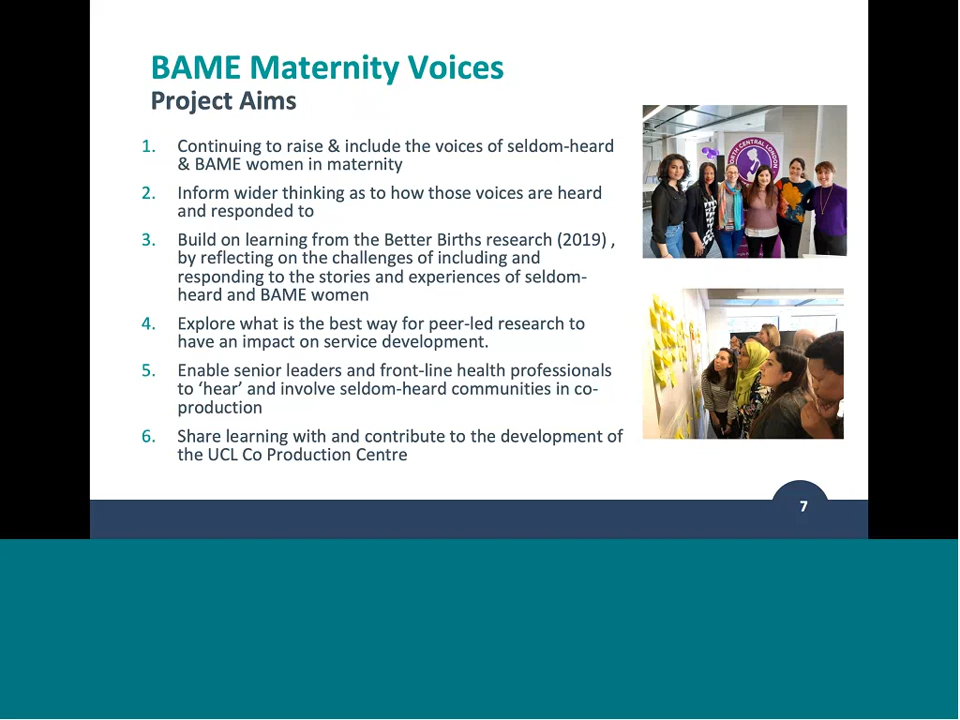 BAME Maternity Voices
Project Aims
1. Continuing to raise & include the voices of seldom-heard
& BAME women in maternity
2. Inform wider thinking as to how those voices are heard
and responded to
3. Build on learning from the Better Births research (2019) ,
by reflecting on the challenges of including and
responding to the stories and experiences of seldom-
heard and BAME women
4. Explore what is the best way for peer-led research to
have an impact on service development.
5. Enable senior leaders and front-line health professionals
to ‘hear’ and involve seldom-heard communities in co-
production
6. Share learning with and contribute to the development of
the UCL Co Production Centre
NORTH CENTRAL LONDON
7